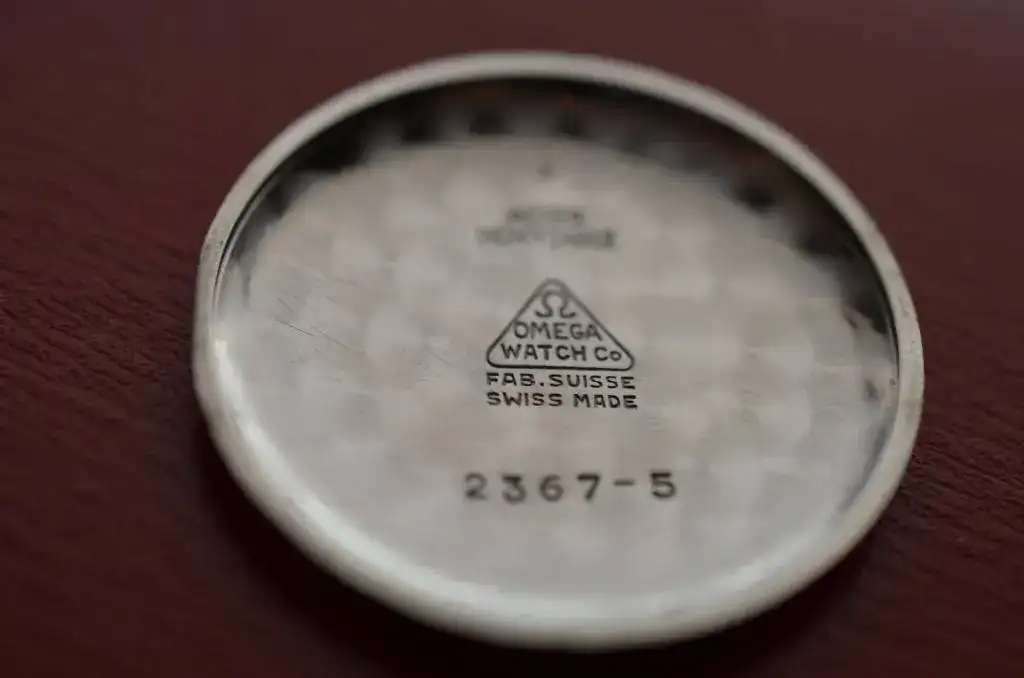 Ω
OMEGA
WATCH Co
FAB. SUISSE
SWISS MADE
2367-5